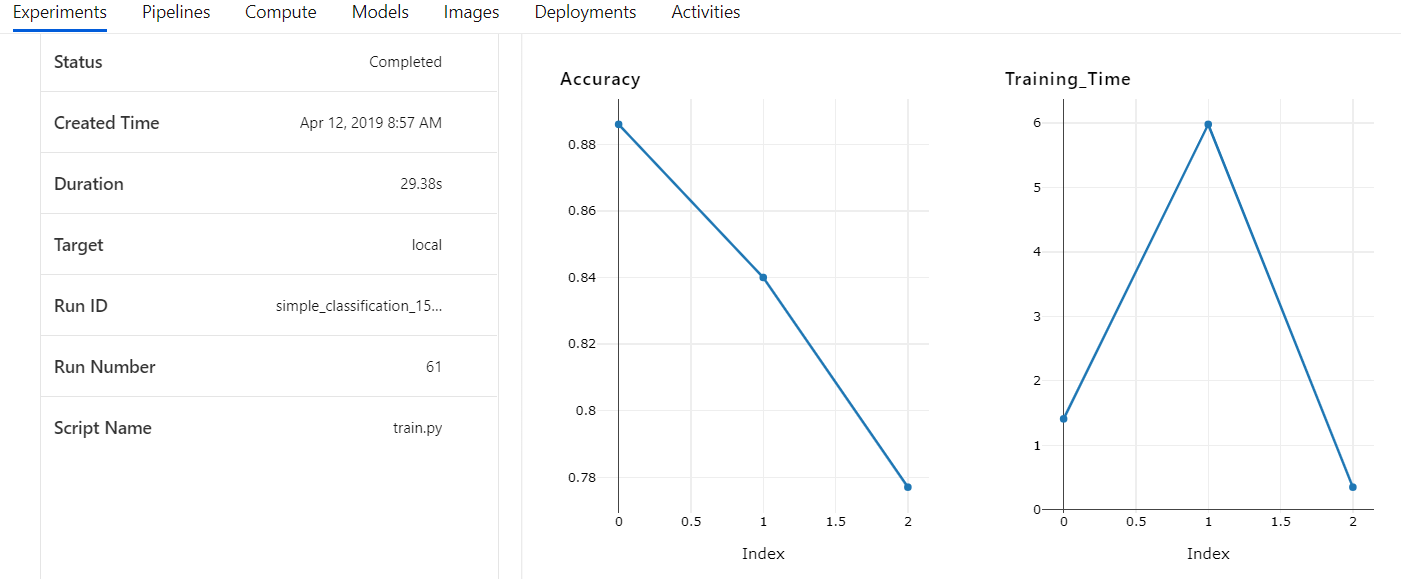 Experiments Pipelines Compute Models Images Deployments Activities
Status Completed
Created Time Apr 12, 2019 8:57 AM
Duration 29.38s
Target local
Run ID simple_classification_15...
Run Number 61
Script Name train.py
Accuracy
0.88
0.86
0.84
0.82
0.8
0.78
0 0.5 1 1.5 2
Index
Training_Time
6
5
4
3
2
1
0
0 0.5 1 1.5 2
Index